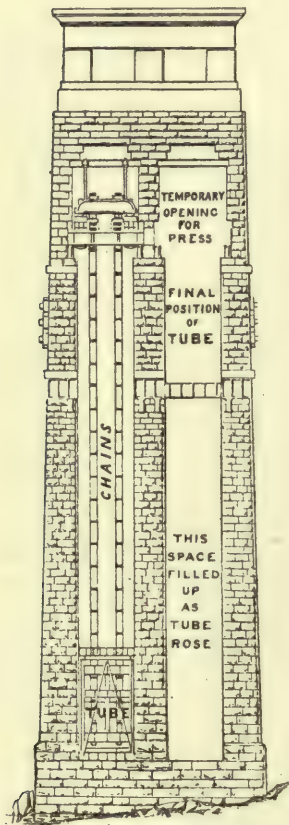 TEMPORARY
OPENING
FOR
PRESS
FINAL
POSITION
OF
TUBE
CHAINS
THIS
SPACE
FILLED
UP
AS
TUBE
ROSE
TUBE